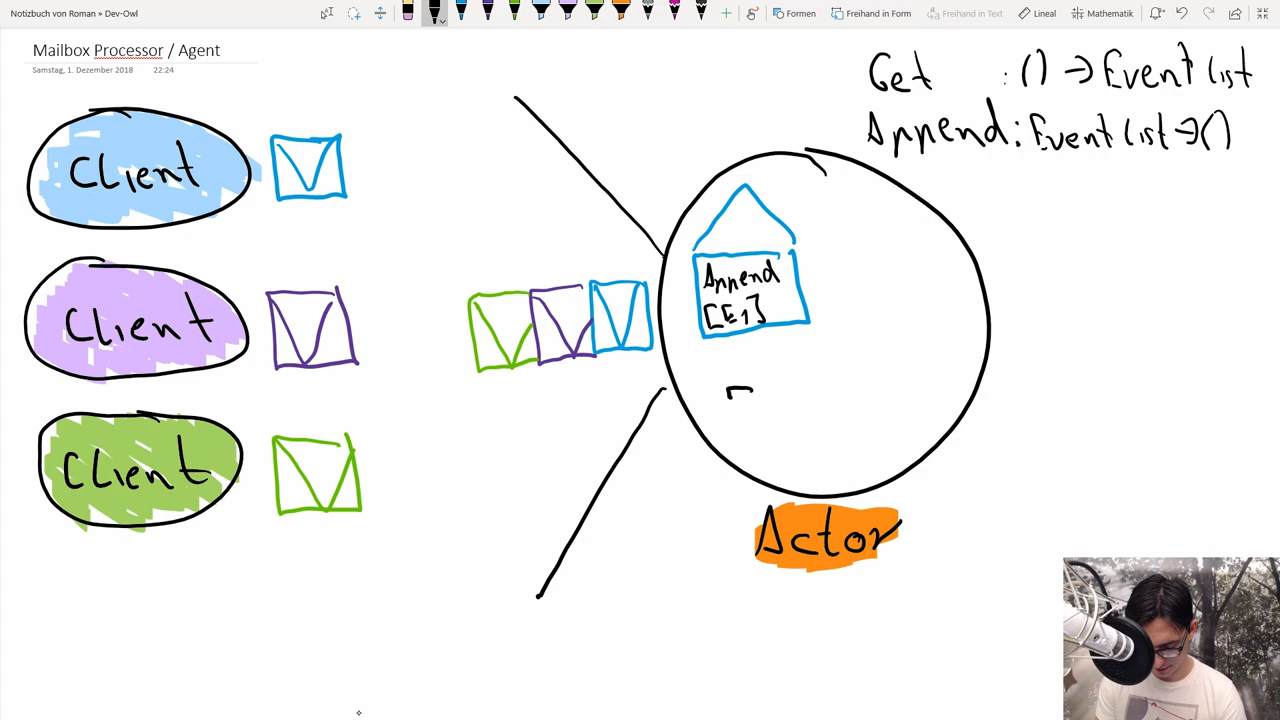 Notizbuch von Roman » Dev-Owl
Formen
Freihand in Form
Freihand in Text
Lineal
Mathematik
Mailbox Processor / Agent
Samstag, 1. Dezember 2018 22:24
Get : () → Event list
Append : Event list → ()
Client
Client
Client
Append
[E1]
Actor